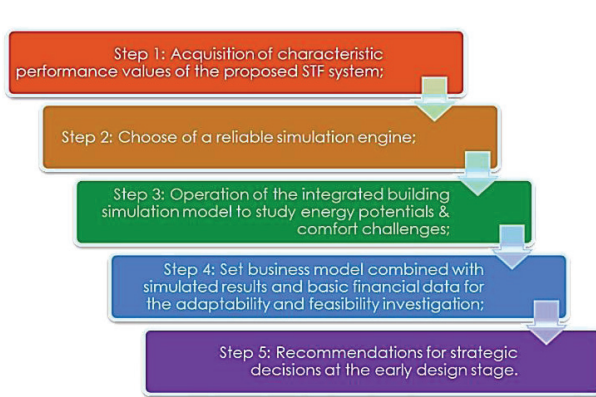 Step 1: Acquisition of characteristic
performance values of the proposed STF system;
Step 2: Choose of a reliable simulation engine;
Step 3: Operation of the integrated building
simulation model to study energy potentials &
comfort challenges;
Step 4: Set business model combined with
simulated results and basic financial data for
the adaptability and feasibility investigation;
Step 5: Recommendations for strategic
decisions at the early design stage.